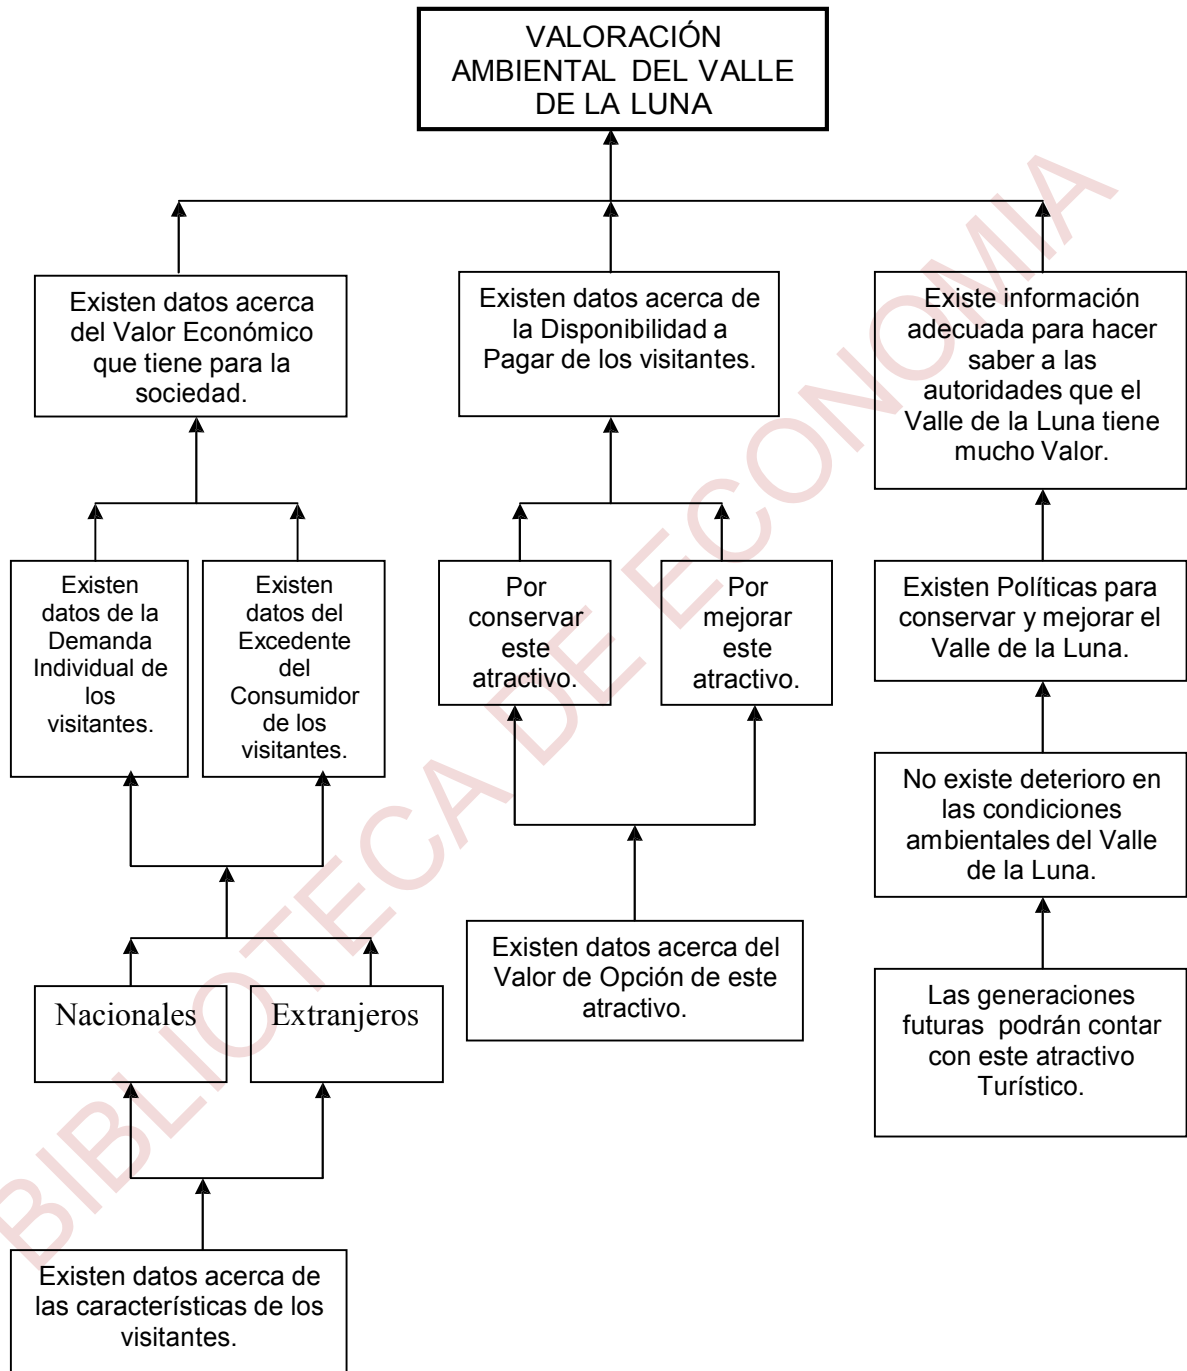 VALORACIÓN
AMBIENTAL DEL VALLE
DE LA LUNA
Existen datos acerca
del Valor Económico
que tiene para la
sociedad.
Existen datos acerca de
la Disponibilidad a
Pagar de los visitantes.
Existe información
adecuada para hacer
saber a las
autoridades que el
Valle de la Luna tiene
mucho Valor.
Existen
datos de la
Demanda
Individual de
los
visitantes.
Existen
datos del
Excedente
del
Consumidor
de los
visitantes.
Por
conservar
este
atractivo.
Por
mejorar
este
atractivo.
Existen Políticas para
conservar y mejorar el
Valle de la Luna.
No existe deterioro en
las condiciones
ambientales del Valle
de la Luna.
Existen datos acerca del
Valor de Opción de este
atractivo.
Nacionales
Extranjeros
Las generaciones
futuras podrán contar
con este atractivo
Turístico.
Existen datos acerca de
las características de los
visitantes.
BIBLIOTECA DE ECONOMIA